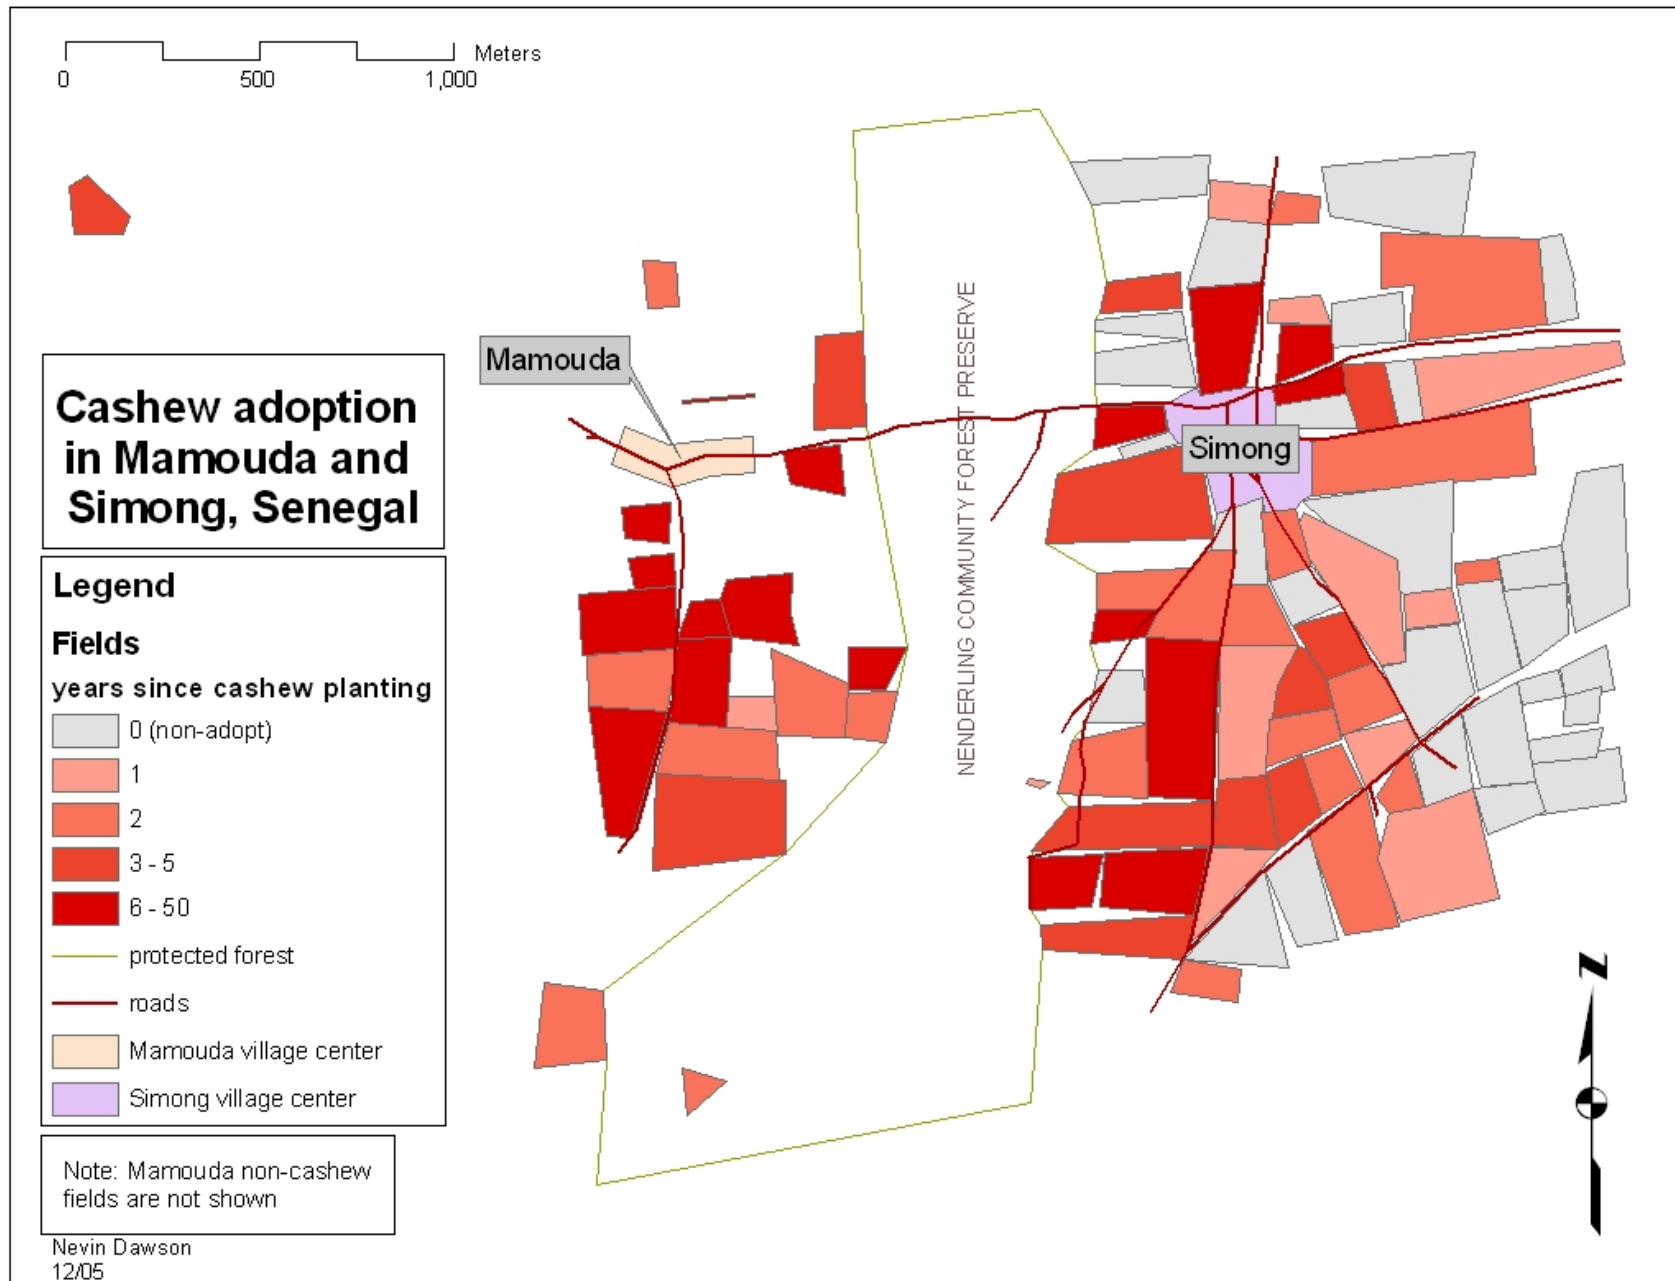 Meters
0 500 1,000
Mamouda
Cashew adoption
in Mamouda and
Simong, Senegal
NENDERLING COMMUNITY FOREST PRESERVE
Simong
Legend
Fields
years since cashew planting
0 (non-adopt)
1
2
3 - 5
6 - 50
protected forest
roads
Mamouda village center
Simong village center
N
Note: Mamouda non-cashew
fields are not shown
Nevin Dawson
12/05